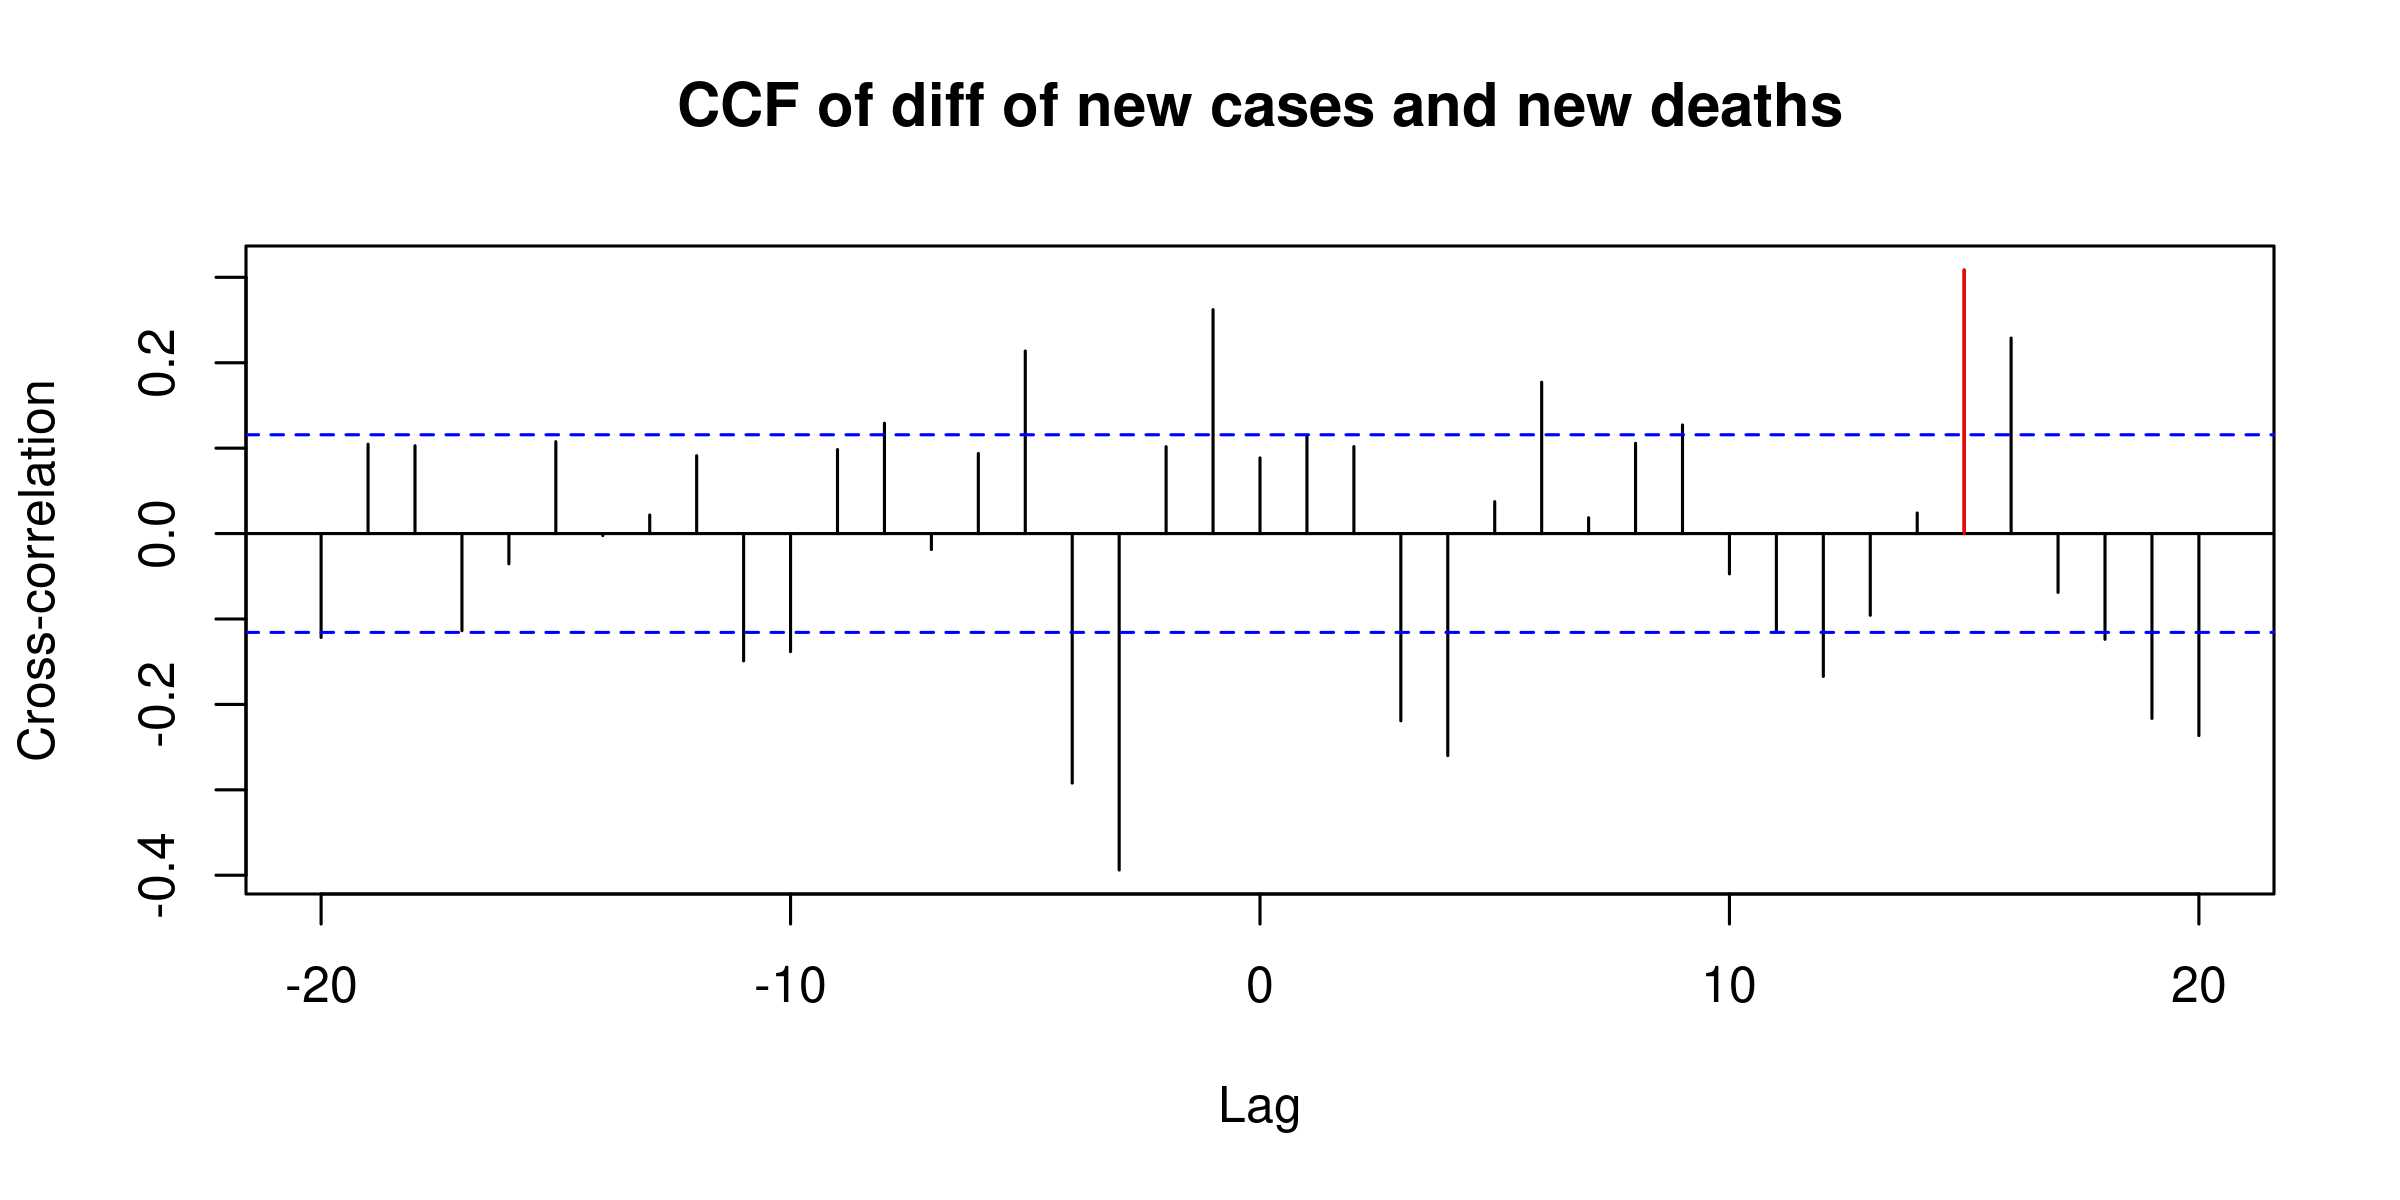 CCF of diff of new cases and new deaths
Cross-correlation
0.2
0.0
-0.2
-0.4
-20 -10 0 10 20
Lag